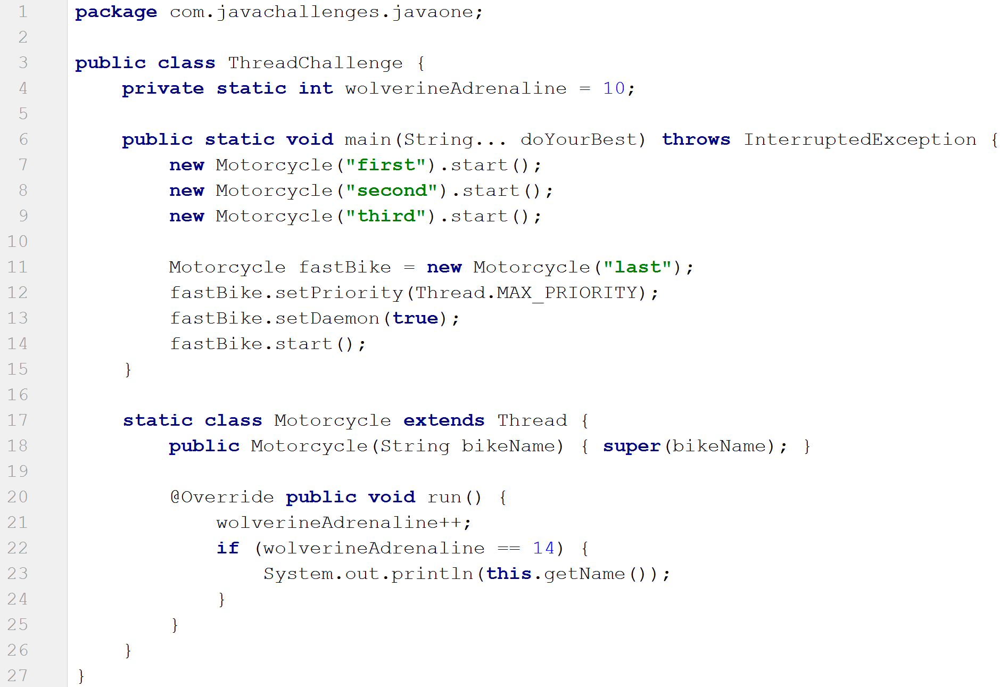 1 package com.javachallenges.javaone;
2
3 public class ThreadChallenge {
4     private static int wolverineAdrenaline = 10;
5
6     public static void main(String... doYourBest) throws InterruptedException {
7         new Motorcycle("first").start();
8         new Motorcycle("second").start();
9         new Motorcycle("third").start();
10
11         Motorcycle fastBike = new Motorcycle("last");
12         fastBike.setPriority(Thread.MAX_PRIORITY);
13         fastBike.setDaemon(true);
14         fastBike.start();
15     }
16
17     static class Motorcycle extends Thread {
18         public Motorcycle(String bikeName) { super(bikeName); }
19
20         @Override public void run() {
21             wolverineAdrenaline++;
22             if (wolverineAdrenaline == 14) {
23                 System.out.println(this.getName());
24             }
25         }
26     }
27 }